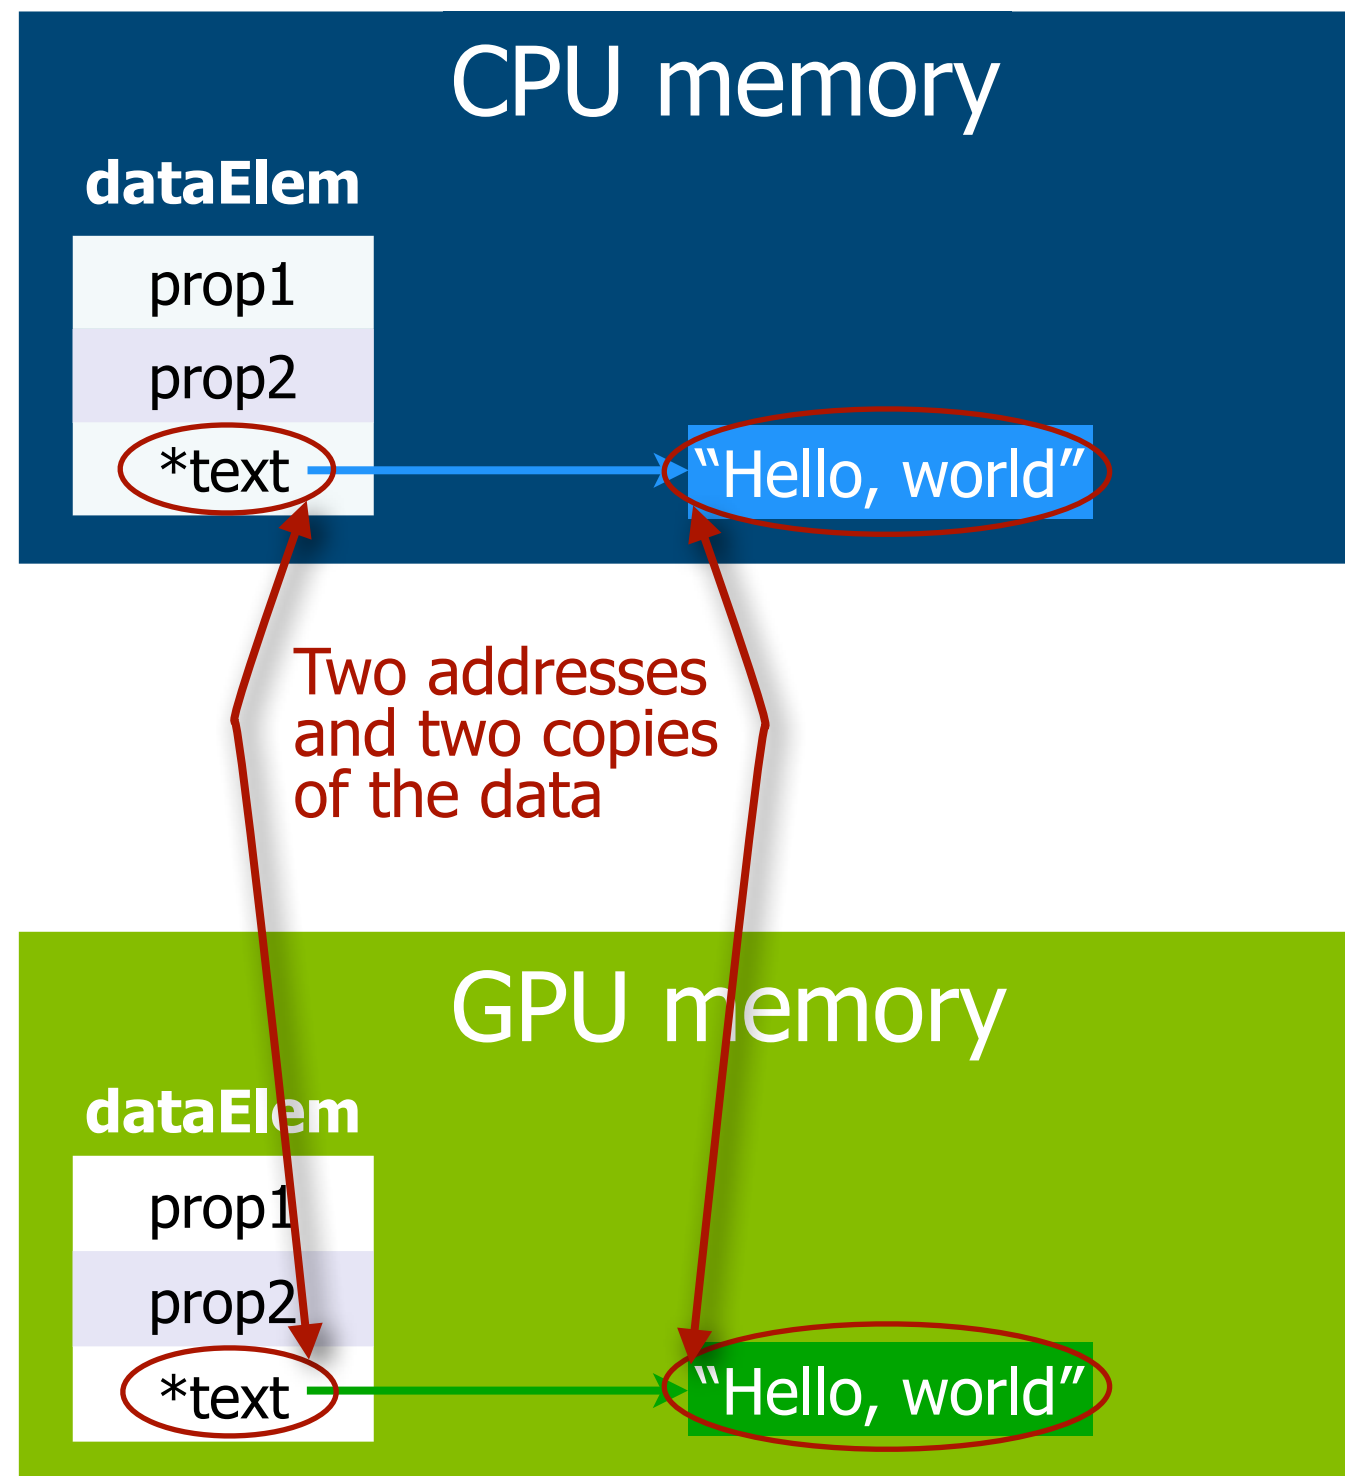 CPU memory
dataElem
prop1
prop2
*text
“Hello, world”
Two addresses
and two copies
of the data
GPU memory
dataElem
prop1
prop2
*text
“Hello, world”